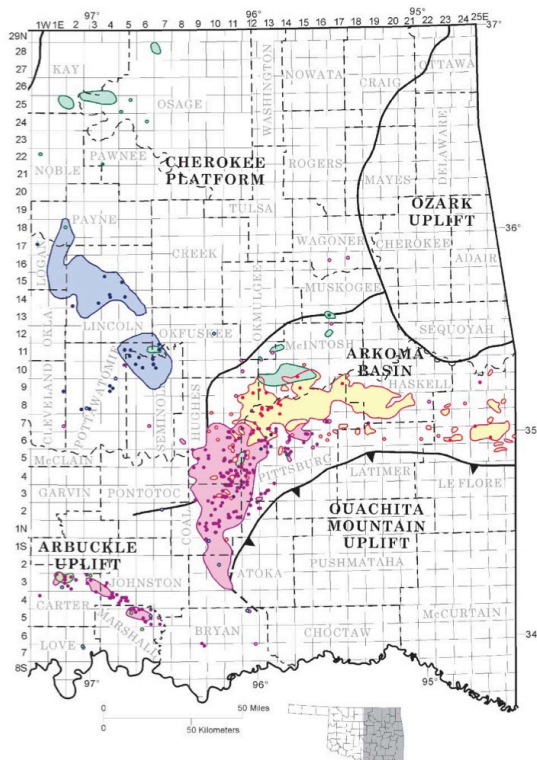 97° 96° 95° 37°
1W 1E 2 3 4 5 6 7 8 9 10 11 12 13 14 15 16 17 18 19 20 21 22 23 24 25E
29N
28
27
26
25
24
23
22
21
20
19
18
17
16
15
14
13
12
11
10
9
8
7
6
5
4
3
2
1N
1S
2
3
4
5
6
7
8S
KAY
OSAGE
WASHINGTON
NOWATA
CRAIG
OTTAWA
NOBLE
PAWNEE
CHEROKEE
PLATFORM
ROGERS
MAYES
DELAWARE
OZARK
UPLIFT
PAYNE
TULSA
36°
LOGAN
CREEK
WAGONER
CHEROKEE
ADAIR
MUSKOGEE
OKLA
LINCOLN
OKFUSKEE
OKMULGEE
McINTOSH
SEQUOYAH
ARKOMA
BASIN
CLEVELAND
POTTAWATOMIE
SEMINOLE
HUGHES
HASKELL
35°
McCLAIN
PITTSBURG
LATIMER
LE FLORE
GARVIN
PONTOTOC
COAL
OUACHITA
MOUNTAIN
UPLIFT
ARBUCKLE
UPLIFT
JOHNSTON
ATOKA
PUSHMATAHA
CARTER
MARSHALL
McCURTAIN
LOVE
BRYAN
CHOCTAW
34
97° 96° 95°
0 50 Miles
0 50 Kilometers